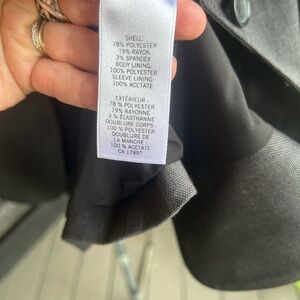 SHELL:
78% POLYESTER
19% RAYON
3% SPANDEX
BODY LINING:
100% POLYESTER
SLEEVE LINING:
100% ACETATE
EXTÉRIEUR:
78 % POLYESTER
19% RAYONNE
3 % ÉLASTHANNE
DOUBLURE CORPS:
100 % POLYESTER
DOUBLURE DE
LA MANCHE:
100 % ACETATE
CA 17897